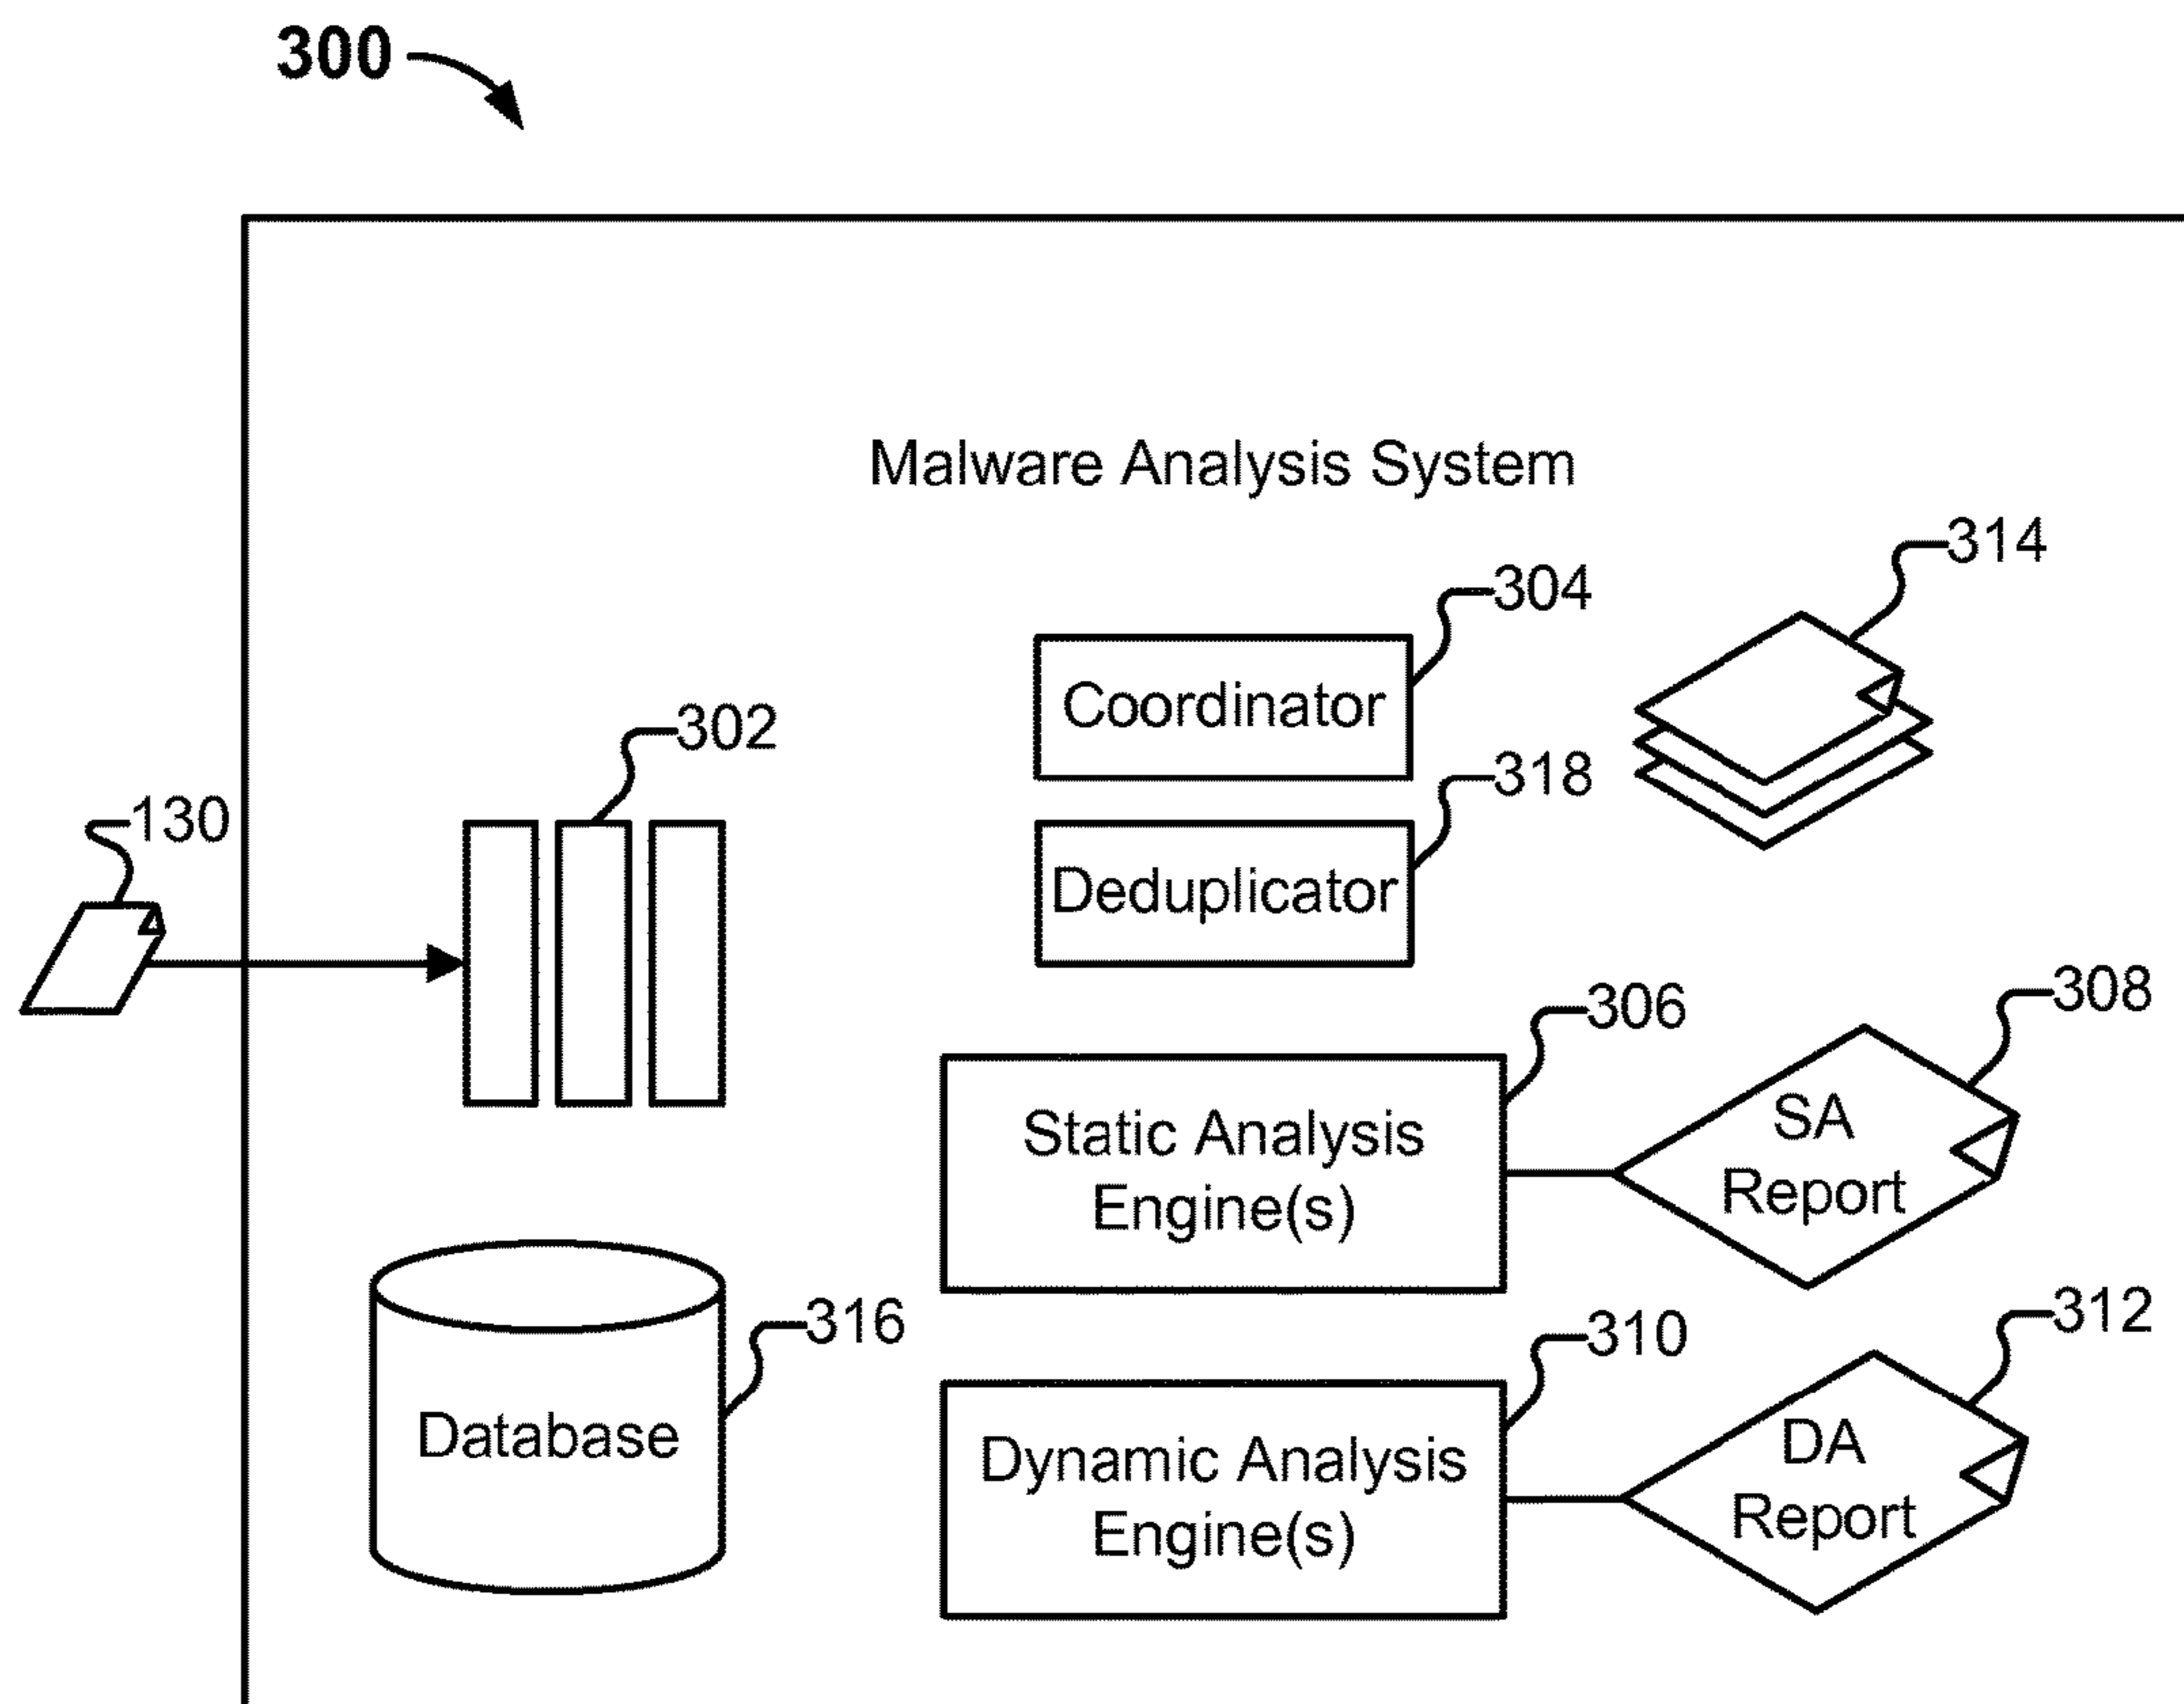 300
Malware Analysis System
314
304
Coordinator
302
318
130
Deduplicator
308
306
SA
Report
Static Analysis
Engine(s)
316
310
312
Database
DA
Report
Dynamic Analysis
Engine(s)